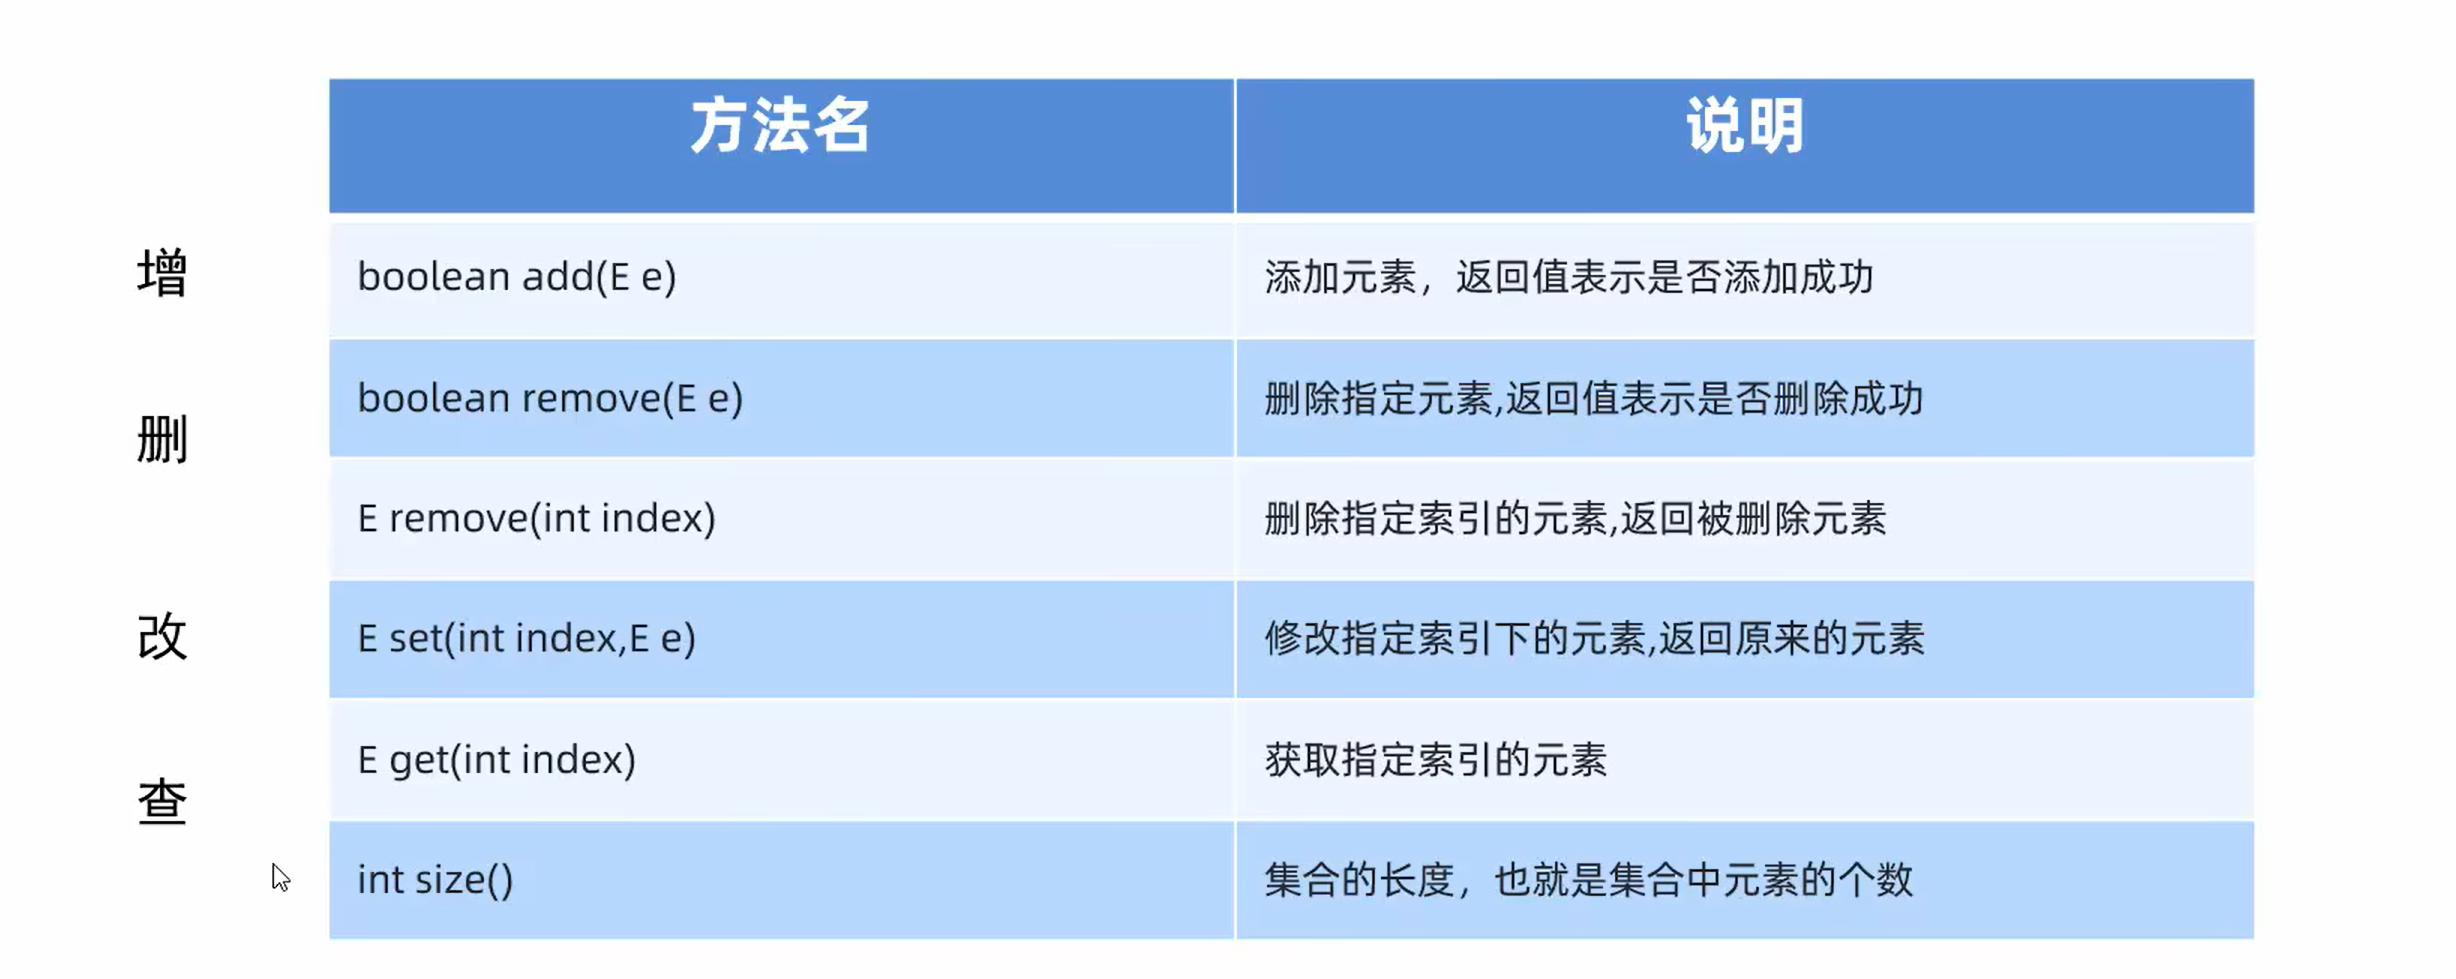 方法名 说明
增 boolean add(E e) 添加元素，返回值表示是否添加成功
删 boolean remove(E e) 删除指定元素,返回值表示是否删除成功
E remove(int index) 删除指定索引的元素,返回被删除元素
改 E set(int index,E e) 修改指定索引下的元素,返回原来的元素
查 E get(int index) 获取指定索引的元素
int size() 集合的长度，也就是集合中元素的个数